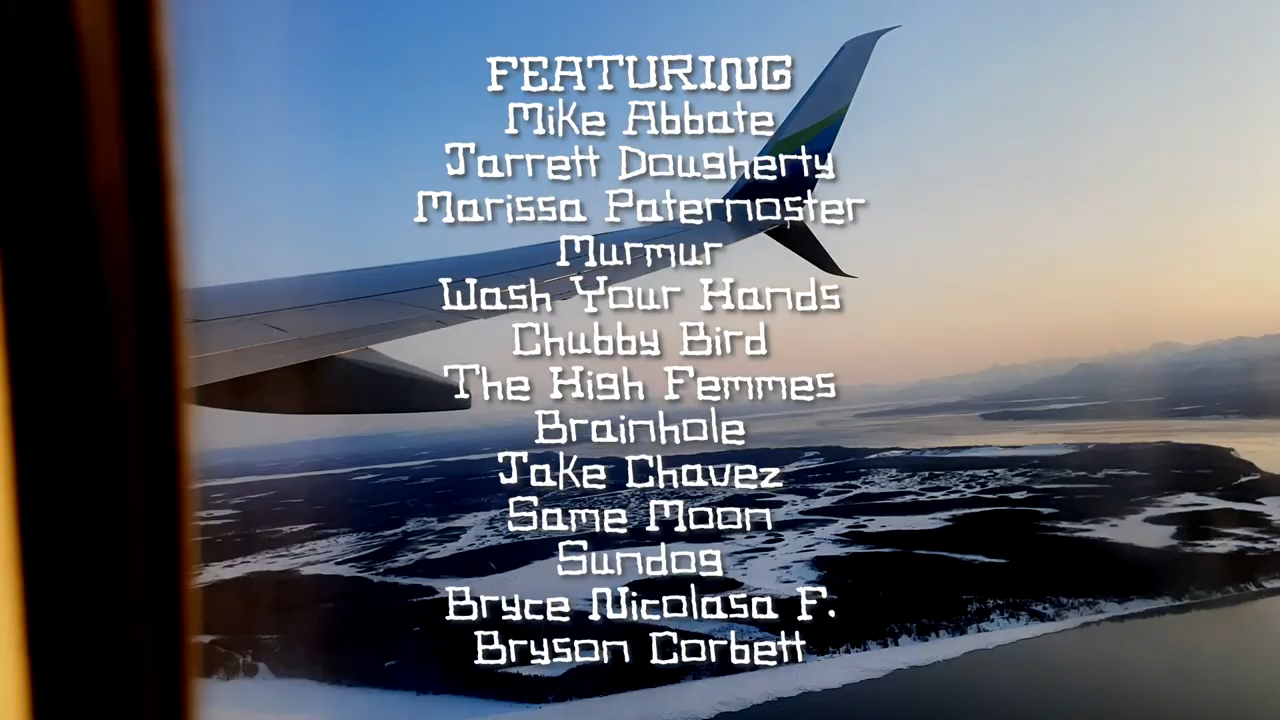 FEATURING
Mike Abbate
Jarrett Dougherty
Marissa Paternoster
Murmur
Wash Your Hands
Chubby Bird
The High Femmes
Brainhole
Jake Chavez
Same Moon
Sundog
Bryce Nicolasa F.
Bryson Corbett